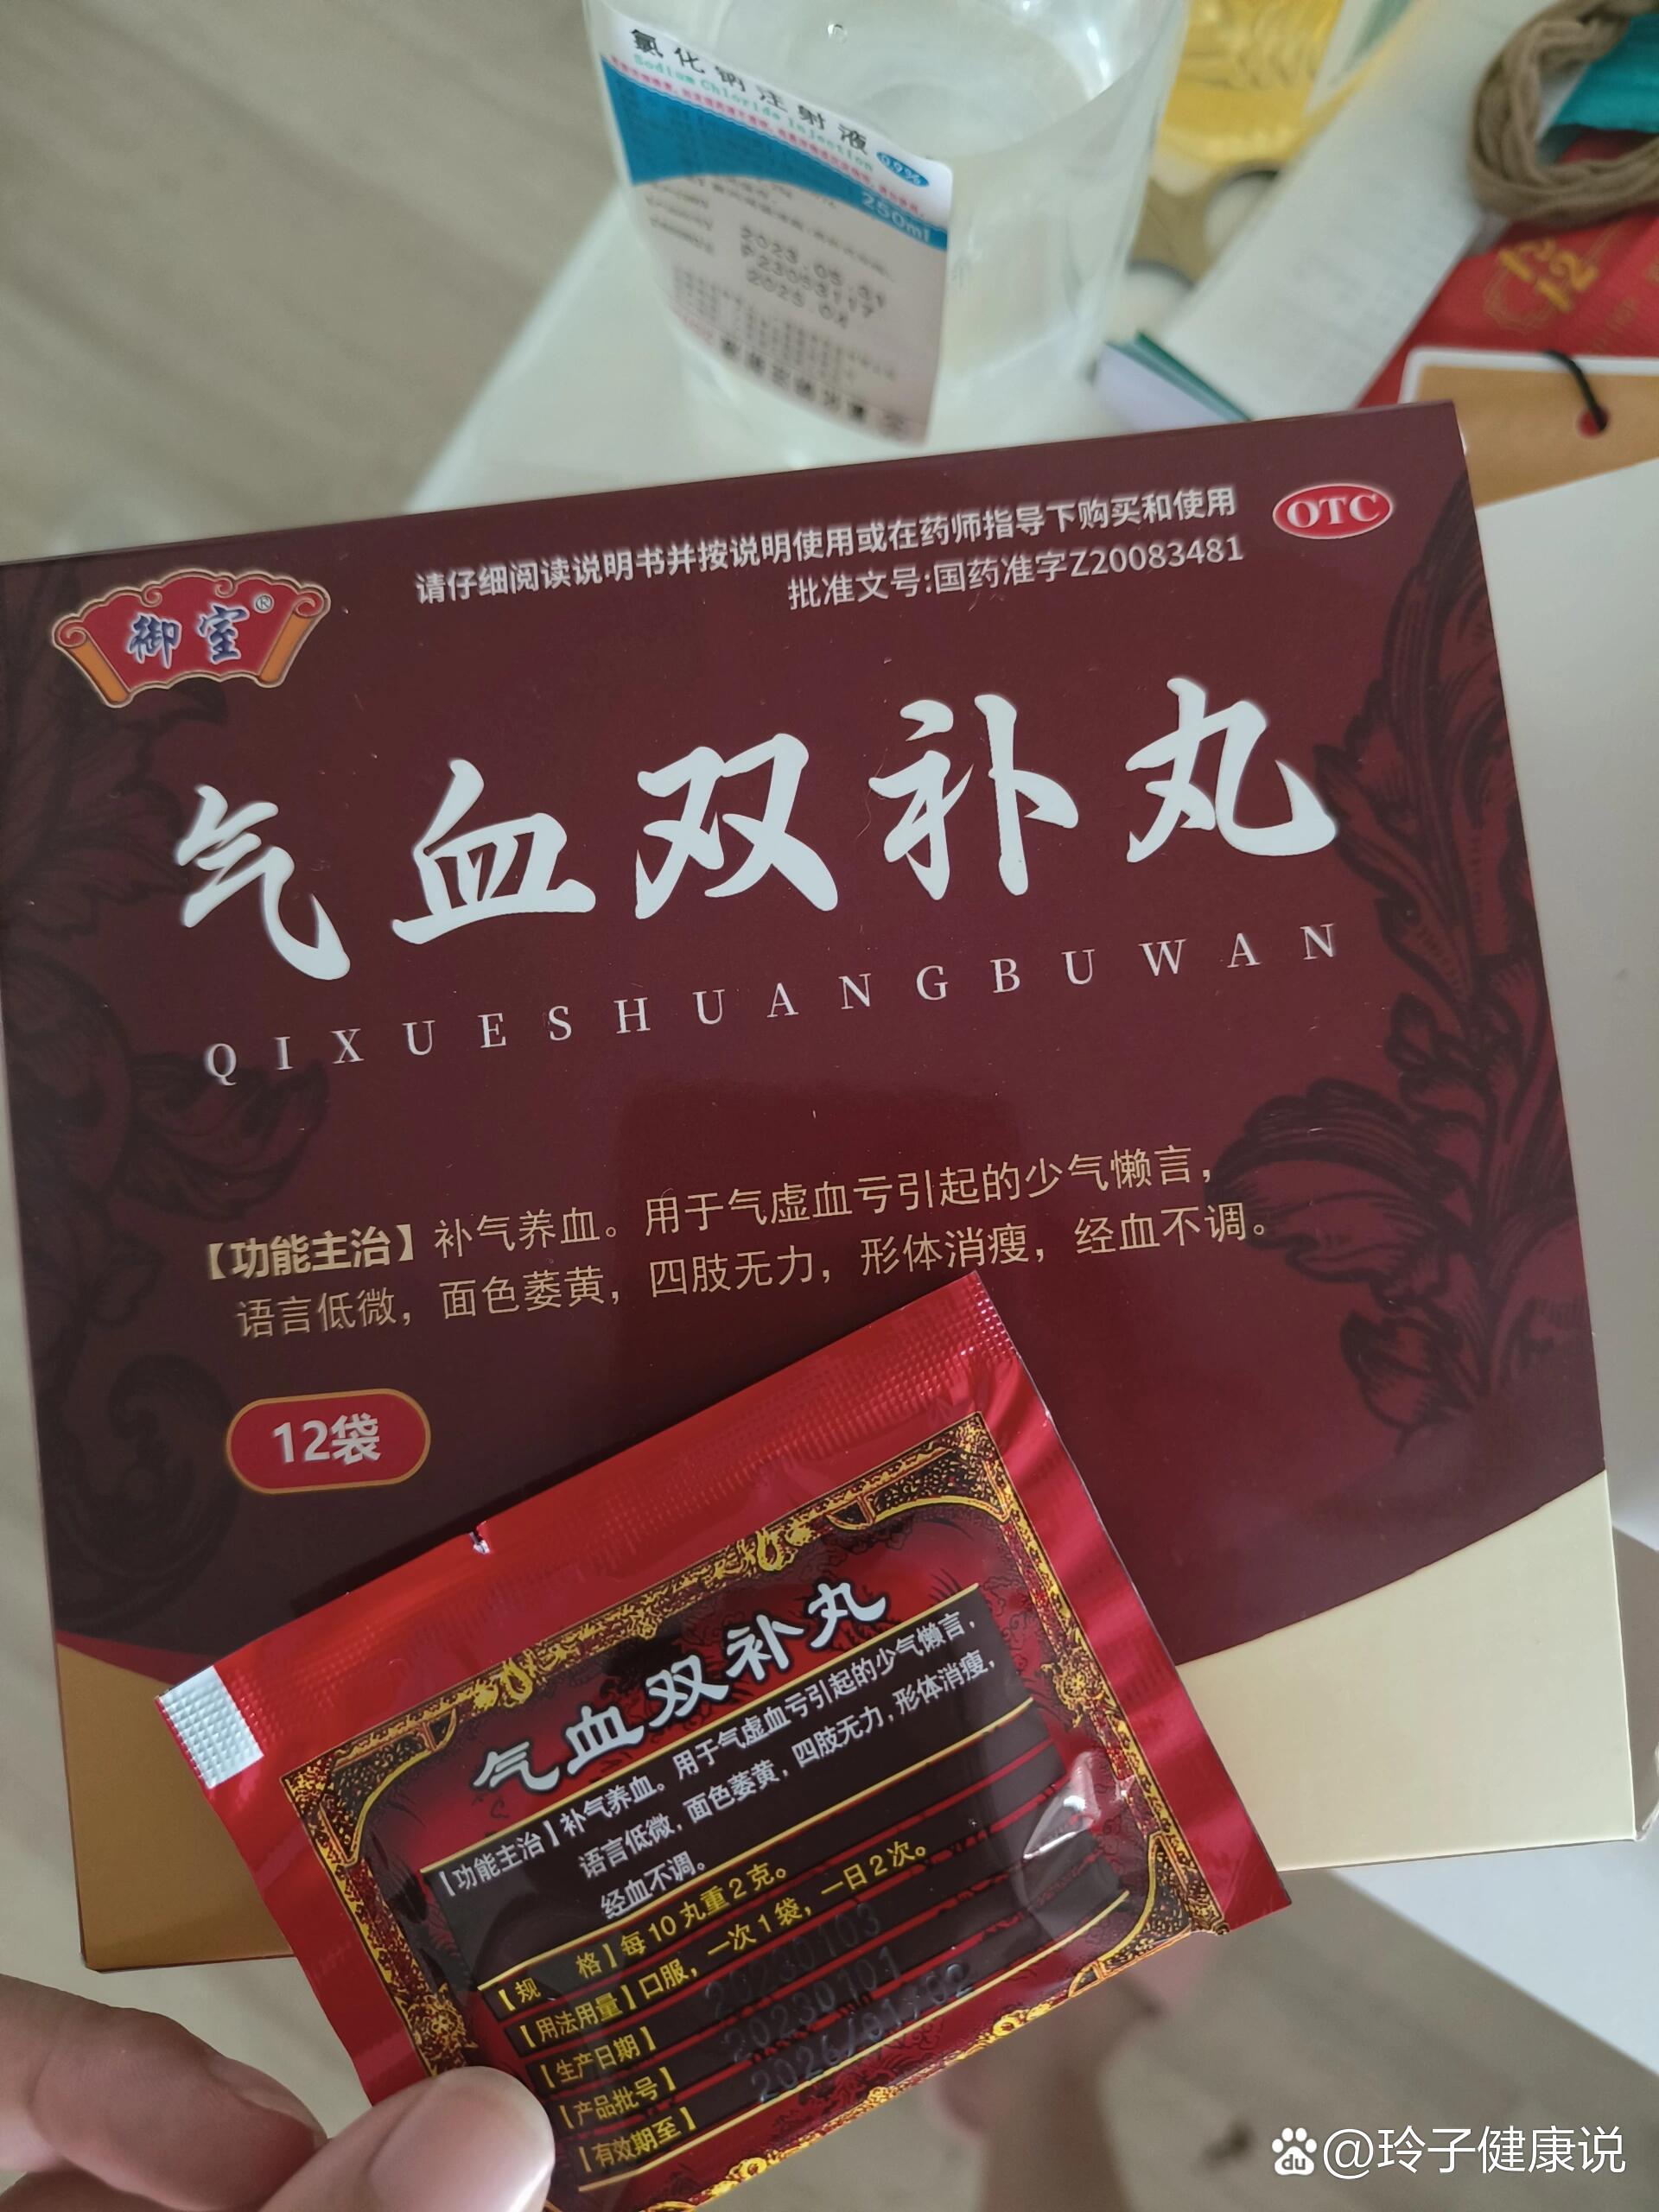 氯化钠注射液
Sodium Chloride Injection
0.9%
250ml
2023.05.31
请仔细阅读说明书并按说明使用或在药师指导下购买和使用
批准文号:国药准字Z20083481
OTC
御室®
气血双补丸
QIXUESHUANGBUWAN
【功能主治】补气养血。用于气虚血亏引起的少气懒言，
语言低微，面色萎黄，四肢无力，形体消瘦，经血不调。
12袋
气血双补丸
【功能主治】补气养血。用于气虚血亏引起的少气懒言，
语言低微，面色萎黄，四肢无力，形体消瘦，
经血不调。
【规 格】每10丸重2克。
【用法用量】口服，一次1袋，一日2次。
【生产日期】20230103
【产品批号】20230101
【有效期至】2026/01/02
du @玲子健康说